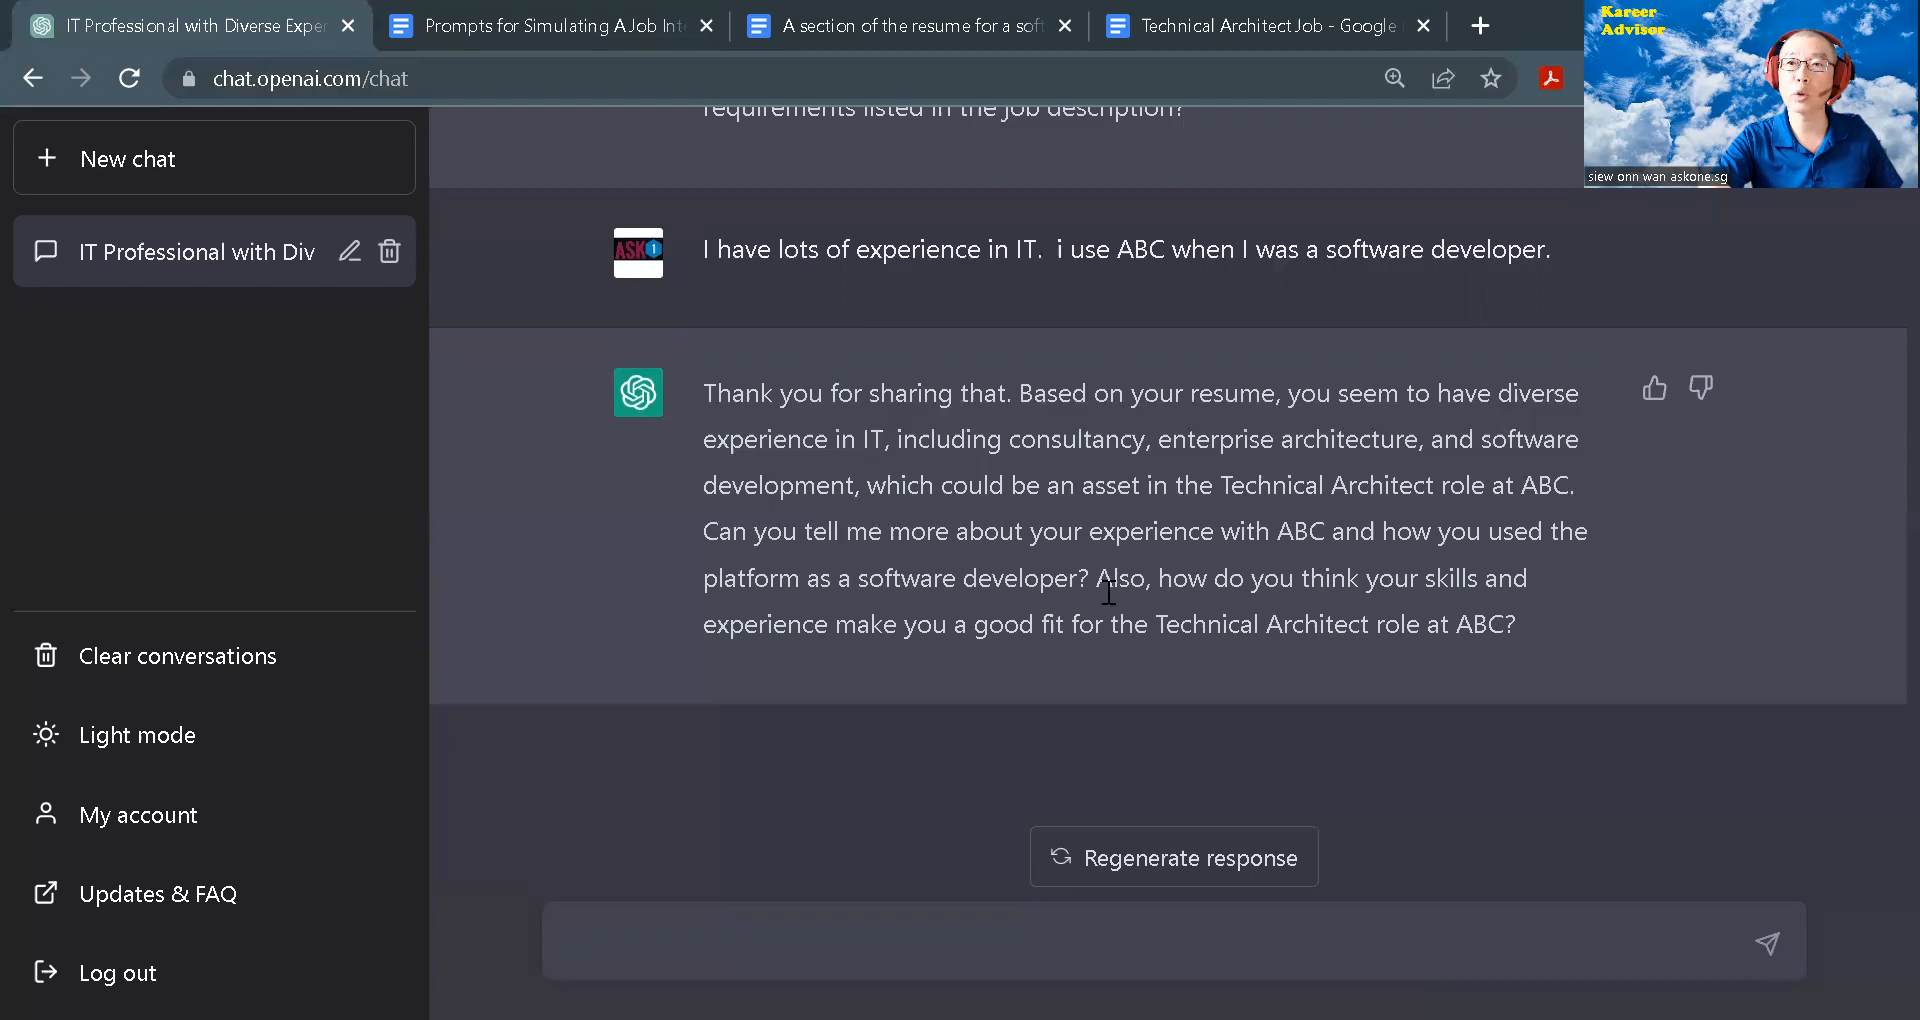 IT Professional with Diverse Exper
Prompts for Simulating A Job Int
A section of the resume for a soft
Technical Architect Job - Google
Kareer
Advisor
chat.openai.com/chat
siew onn wan askone.sg
New chat
IT Professional with Div
Clear conversations
Light mode
My account
Updates & FAQ
Log out
requirements listed in the job description?
ASK1
I have lots of experience in IT.  i use ABC when I was a software developer.
Thank you for sharing that. Based on your resume, you seem to have diverse
experience in IT, including consultancy, enterprise architecture, and software
development, which could be an asset in the Technical Architect role at ABC.
Can you tell me more about your experience with ABC and how you used the
platform as a software developer? Also, how do you think your skills and
experience make you a good fit for the Technical Architect role at ABC?
Regenerate response